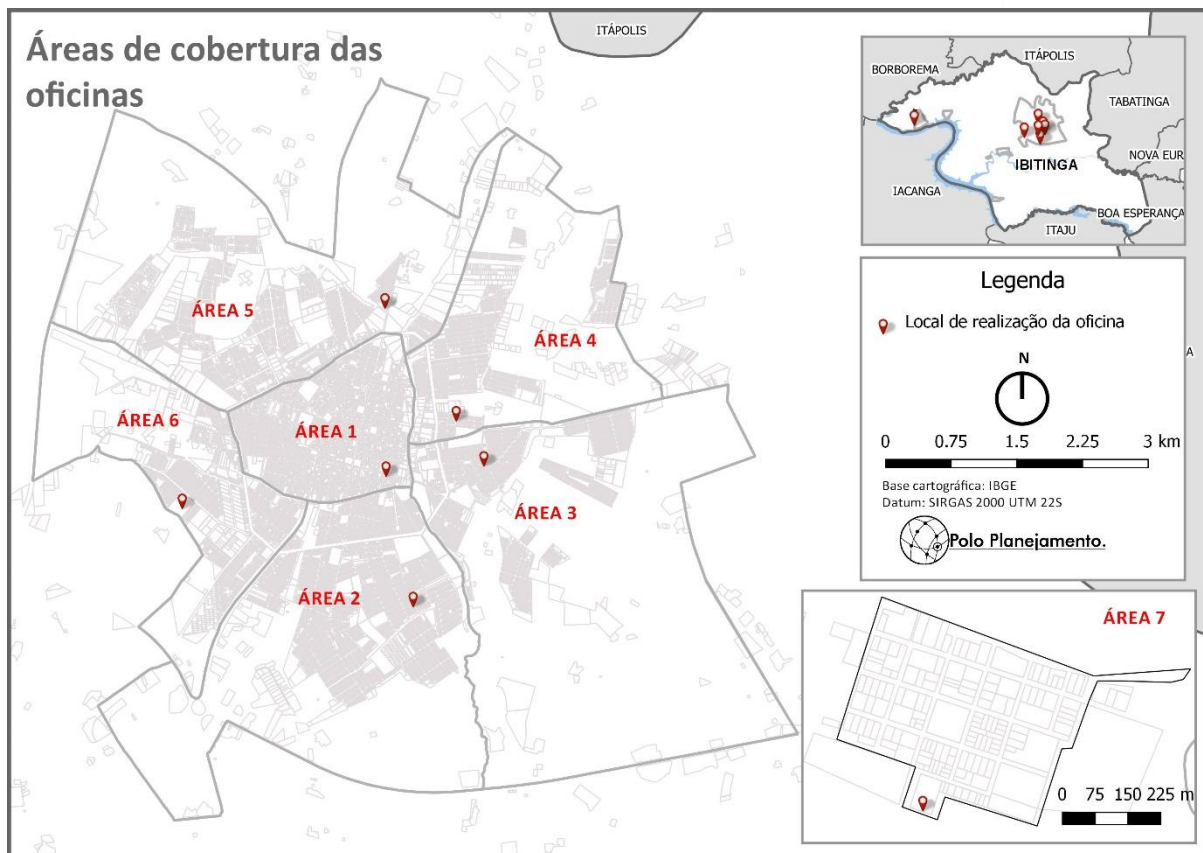 Áreas de cobertura das
oficinas
ITÁPOLIS
ÁREA 5
ÁREA 4
ÁREA 6
ÁREA 1
ÁREA 3
ÁREA 2
ITÁPOLIS
BORBOREMA
TABATINGA
NOVA EUR
IBITINGA
IACANGA
BOA ESPERANÇA
ITAJU
Legenda
Local de realização da oficina
N
0 0.75 1.5 2.25 3 km
Base cartográfica: IBGE
Datum: SIRGAS 2000 UTM 22S
Polo Planejamento.
A
ÁREA 7
0 75 150 225 m